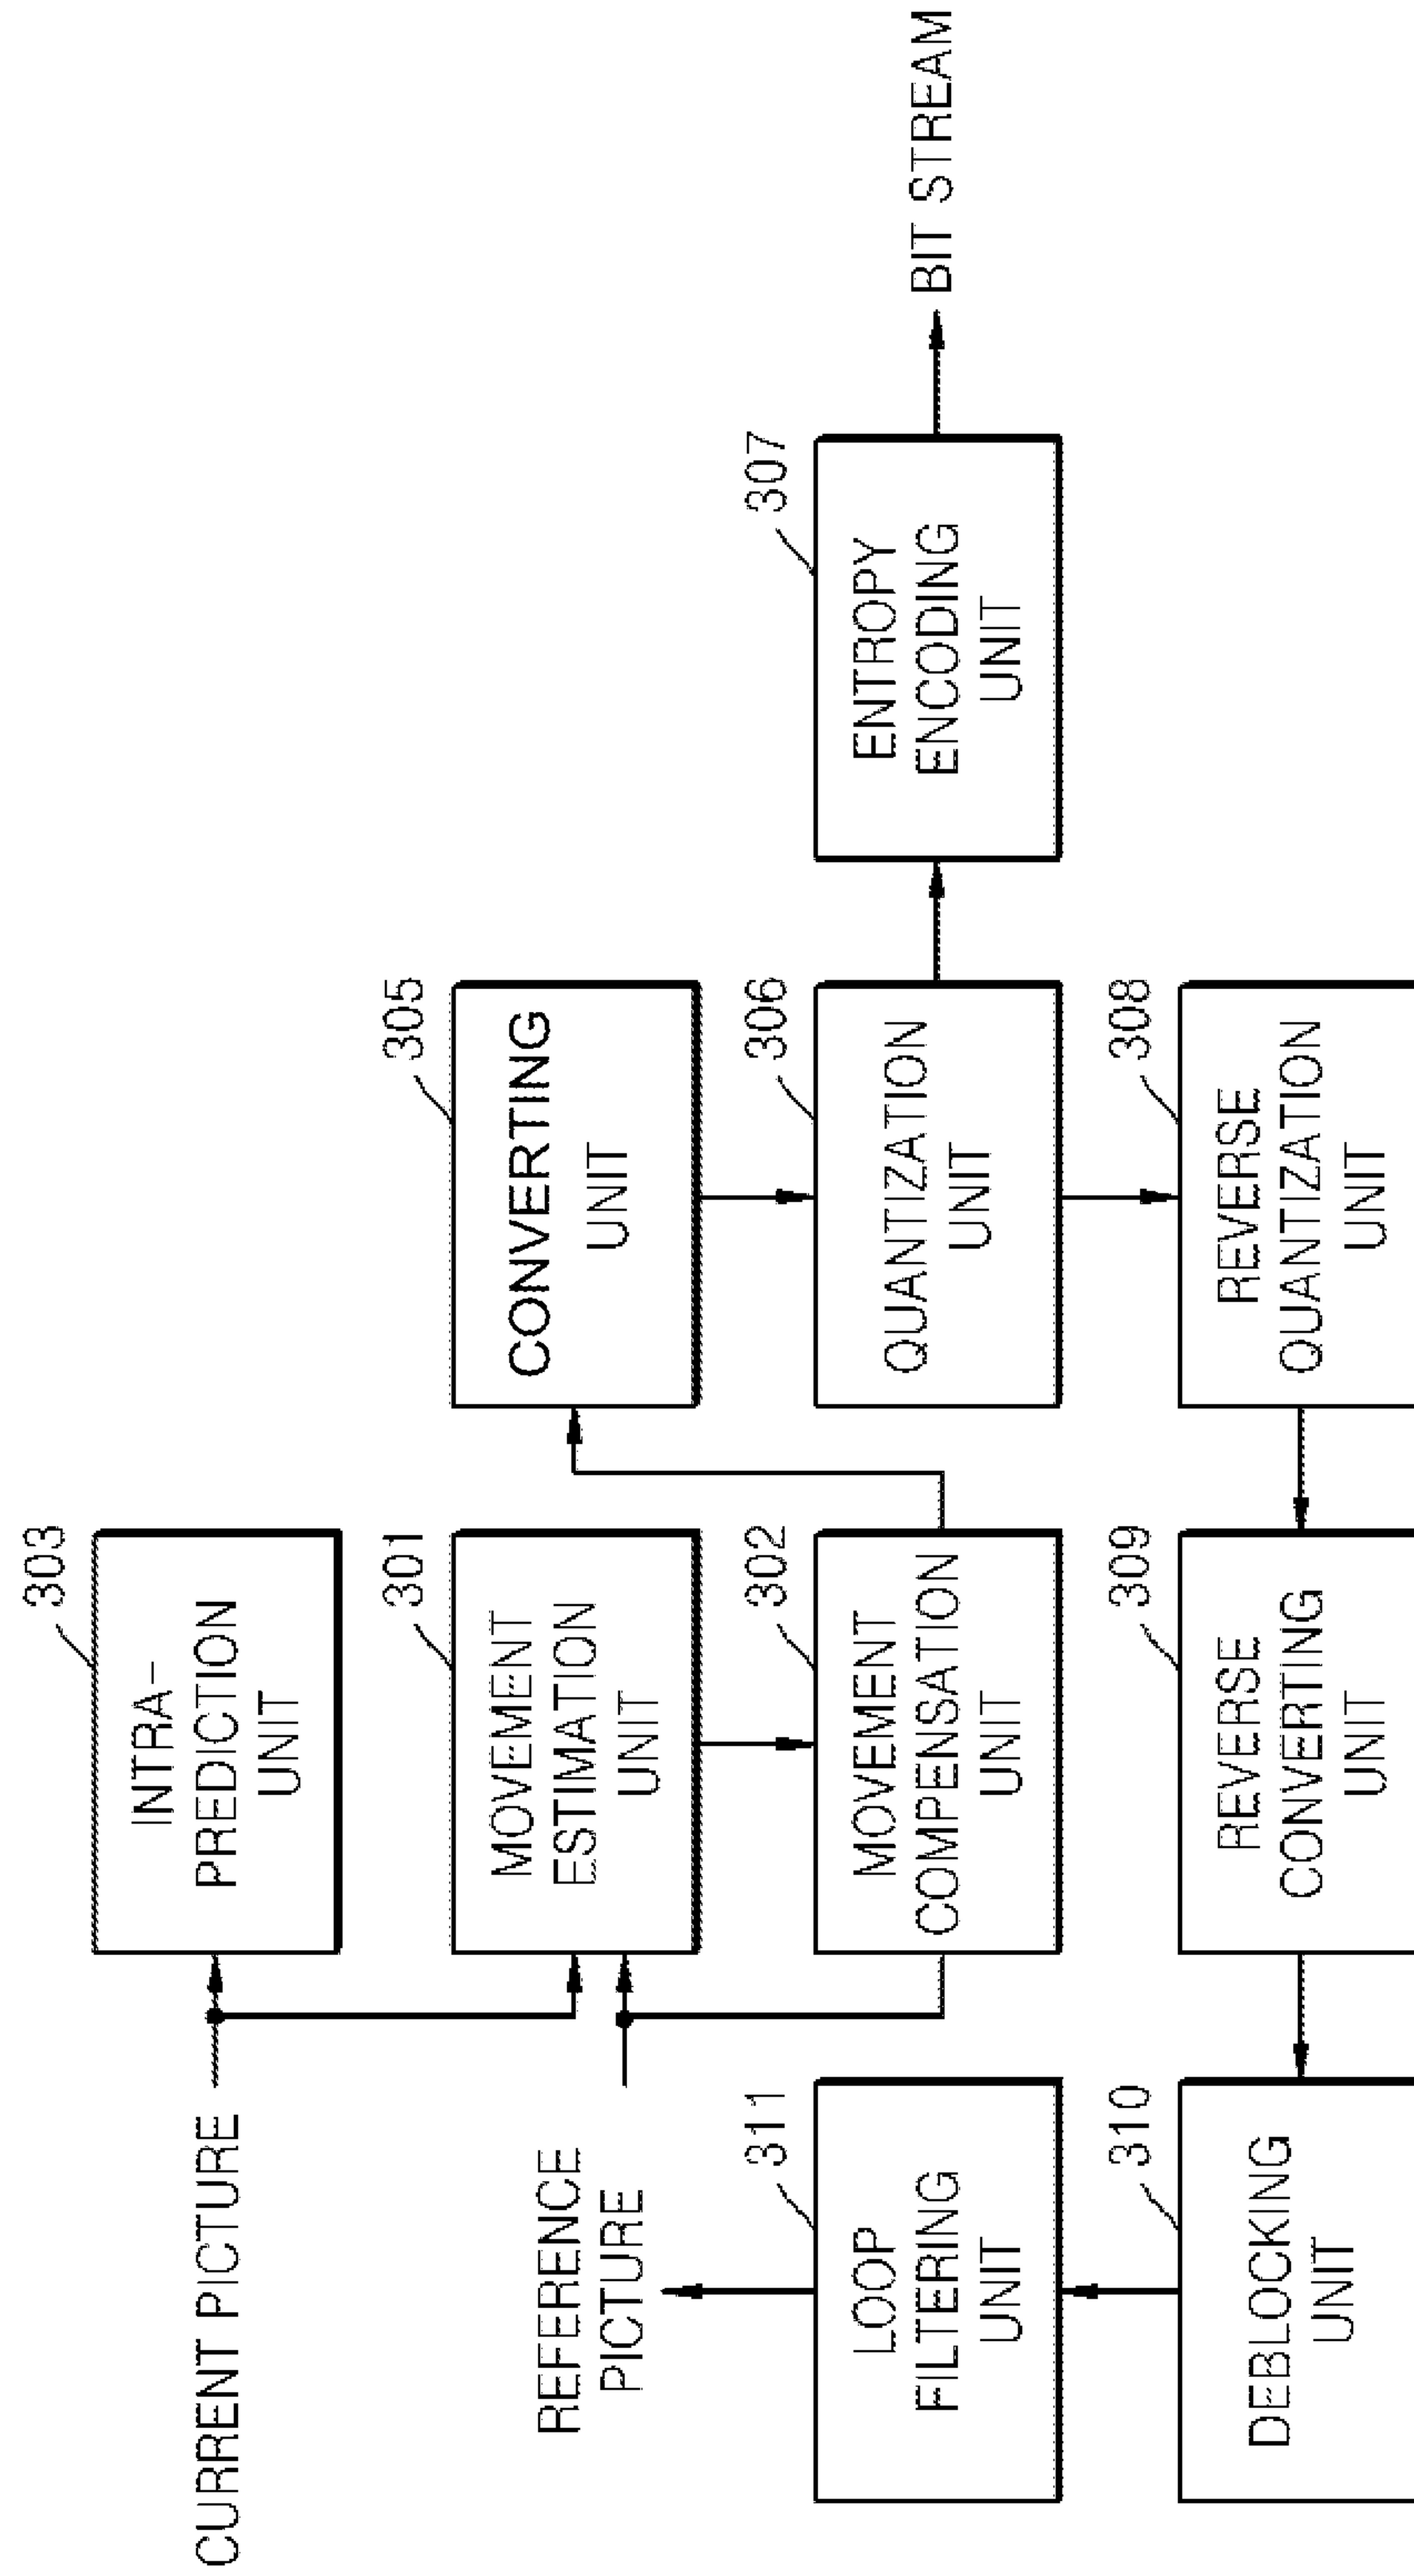 CURRENT PICTURE
303
INTRA-
PREDICTION
UNIT
REFERENCE
PICTURE
301
MOVEMENT
ESTIMATION
UNIT
305
CONVERTING
UNIT
311
LOOP
FILTERING
UNIT
302
MOVEMENT
COMPENSATION
UNIT
306
QUANTIZATION
UNIT
307
ENTROPY
ENCODING
UNIT
BIT STREAM
310
DEBLOCKING
UNIT
309
REVERSE
CONVERTING
UNIT
308
REVERSE
QUANTIZATION
UNIT